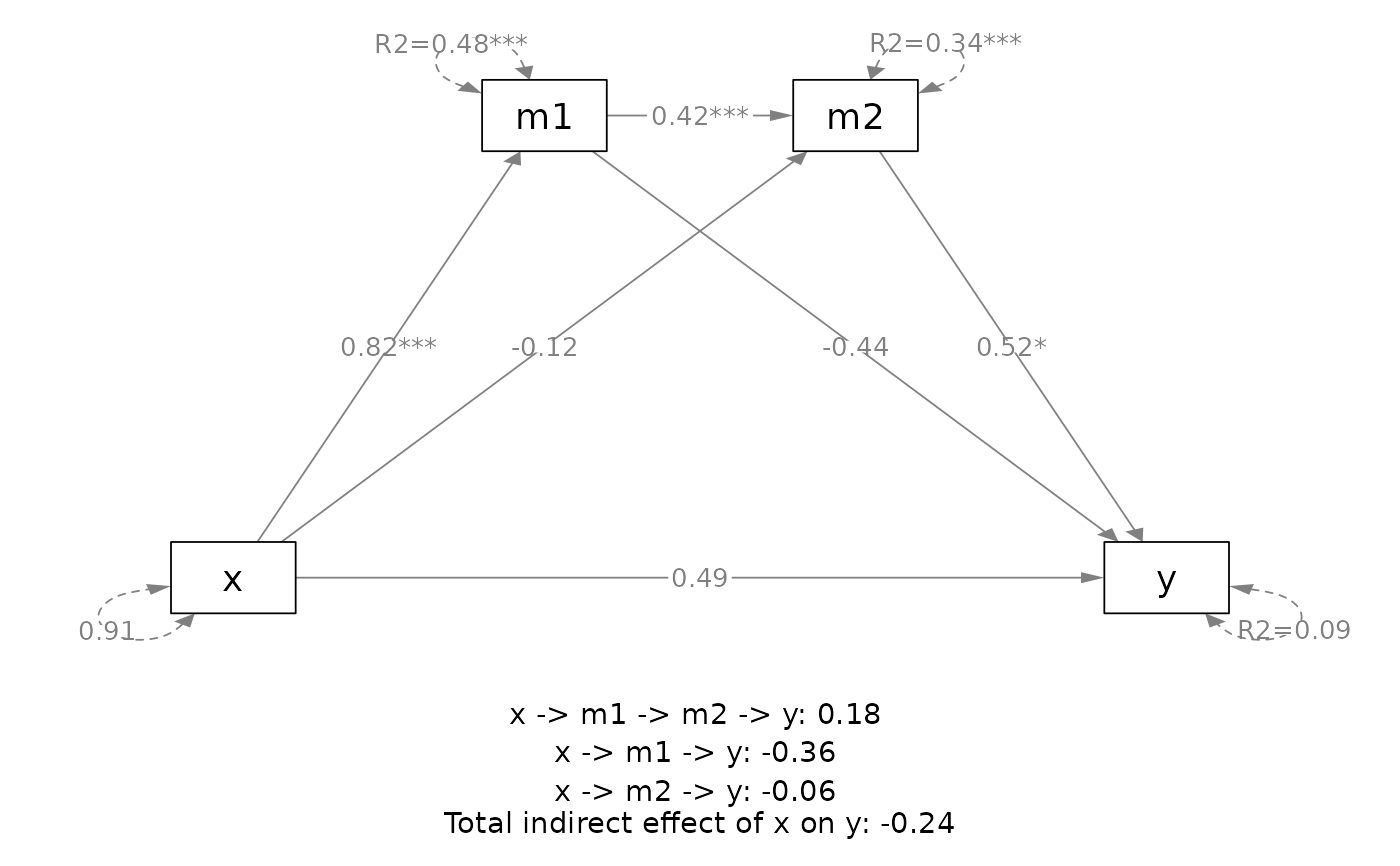 R2=0.48***
R2=0.34***
m1
0.42***
m2
0.82***
-0.12
-0.44
0.52*
x
0.49
y
0.91
R2=0.09
x -> m1 -> m2 -> y: 0.18
x -> m1 -> y: -0.36
x -> m2 -> y: -0.06
Total indirect effect of x on y: -0.24